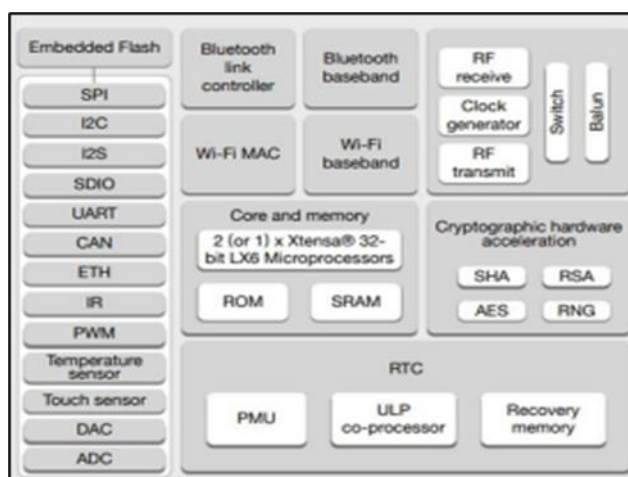 Embedded Flash
SPI
I2C
I2S
SDIO
UART
CAN
ETH
IR
PWM
Temperature
sensor
Touch sensor
DAC
ADC
Bluetooth
link
controller
Bluetooth
baseband
Wi-Fi MAC
Wi-Fi
baseband
RF
receive
Clock
generator
RF
transmit
Switch
Balun
Core and memory
2 (or 1) x Xtensa® 32-
bit LX6 Microprocessors
ROM
SRAM
Cryptographic hardware
acceleration
SHA
RSA
AES
RNG
RTC
PMU
ULP
co-processor
Recovery
memory